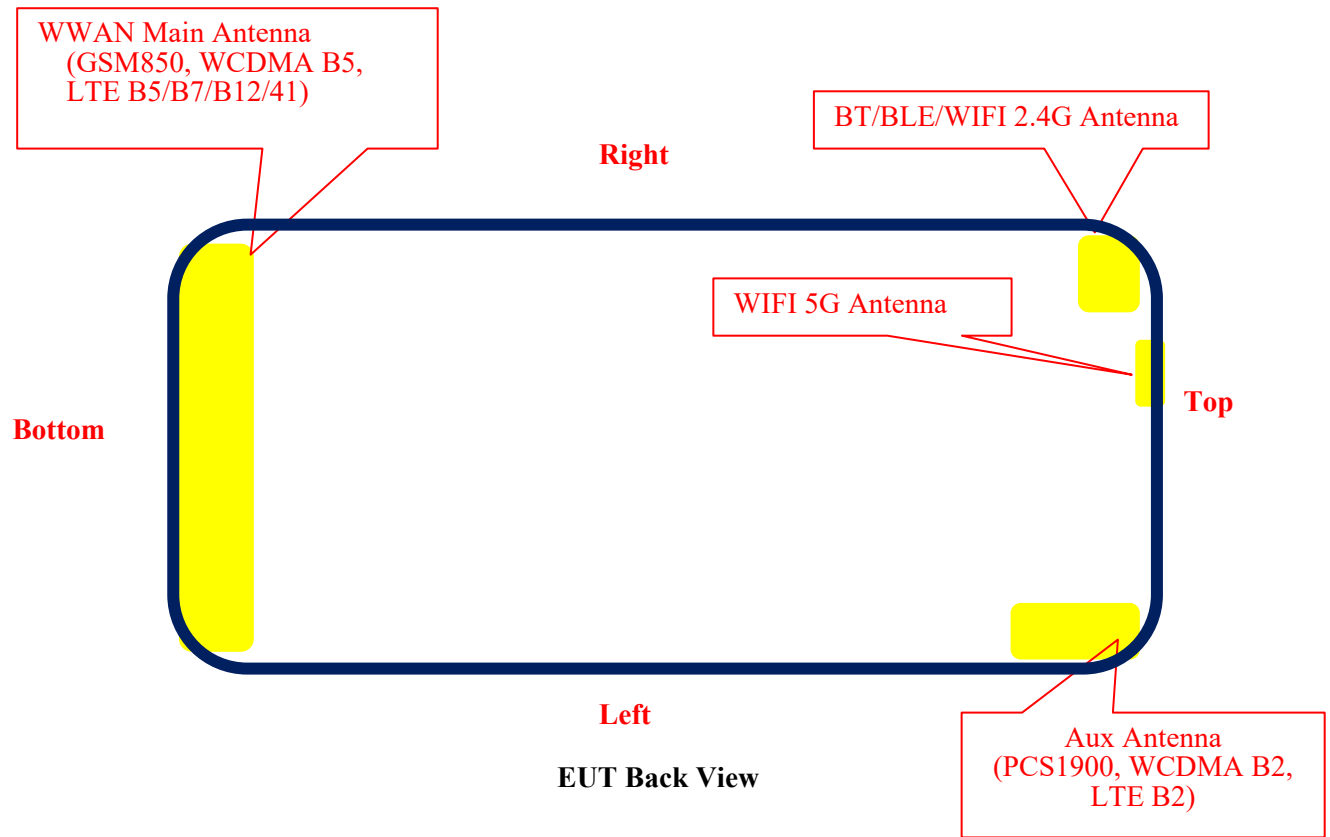 WWAN Main Antenna
(GSM850, WCDMA B5,
LTE B5/B7/B12/41)
BT/BLE/WIFI 2.4G Antenna
Right
WIFI 5G Antenna
Top
Bottom
Left
Aux Antenna
(PCS1900, WCDMA B2,
LTE B2)
EUT Back View